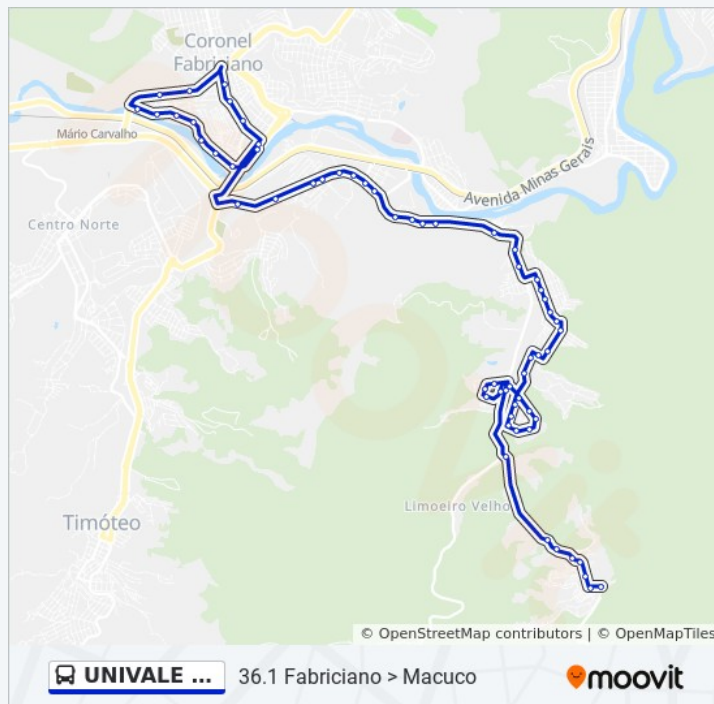 Coronel
Fabriciano
Mário Carvalho
Avenida Minas Gerais
Centro Norte
Limoeiro Velho
Timóteo
© OpenStreetMap contributors | © OpenMapTiles
UNIVALE ...
36.1 Fabriciano > Macuco
moovit